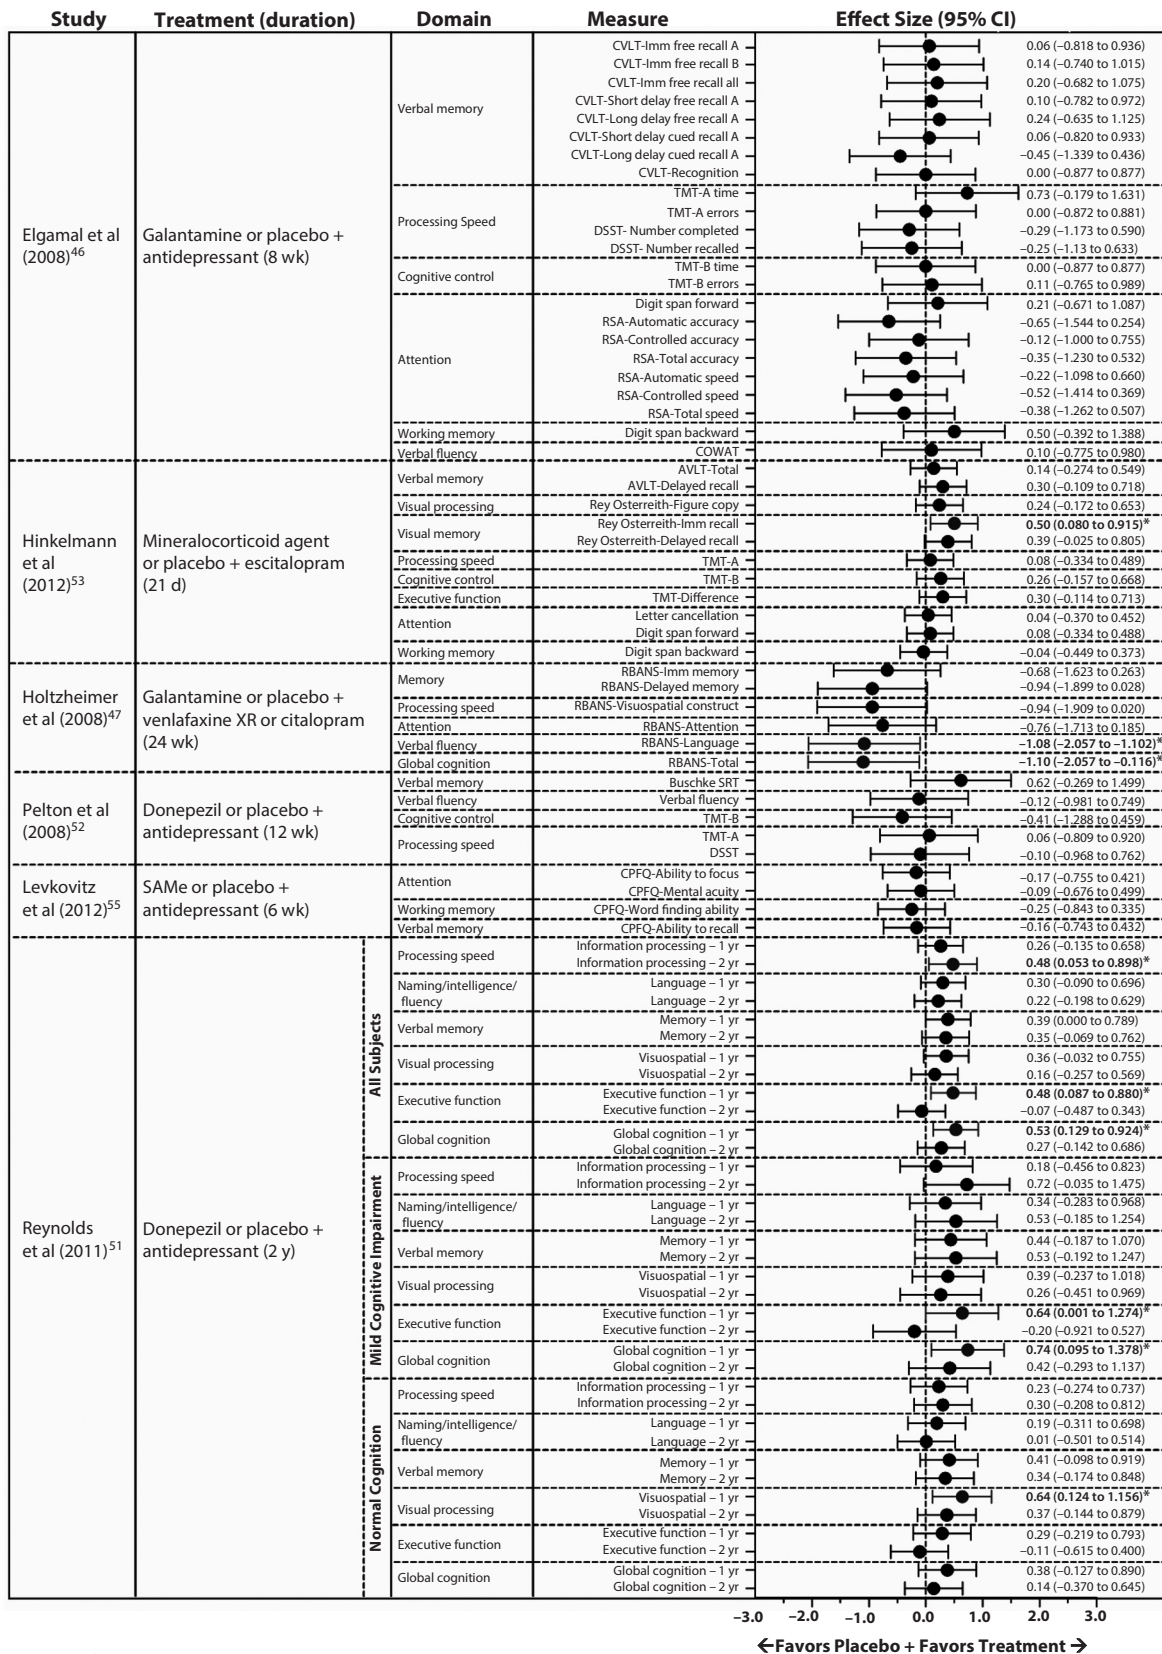 Study Treatment (duration) Domain Measure Effect Size (95% CI)
Elgamal et al (2008)46
Galantamine or placebo + antidepressant (8 wk)
Verbal memory
CVLT-Imm free recall A 0.06 (−0.818 to 0.936)
CVLT-Imm free recall B 0.14 (−0.740 to 1.015)
CVLT-Imm free recall all 0.20 (−0.682 to 1.075)
CVLT-Short delay free recall A 0.10 (−0.782 to 0.972)
CVLT-Long delay free recall A 0.24 (−0.635 to 1.125)
CVLT-Short delay cued recall A 0.06 (−0.820 to 0.933)
CVLT-Long delay cued recall A −0.45 (−1.339 to 0.436)
CVLT-Recognition 0.00 (−0.877 to 0.877)
Processing Speed
TMT-A time 0.73 (−0.179 to 1.631)
TMT-A errors 0.00 (−0.872 to 0.881)
DSST- Number completed −0.29 (−1.173 to 0.590)
DSST- Number recalled −0.25 (−1.13 to 0.633)
Cognitive control
TMT-B time 0.00 (−0.877 to 0.877)
TMT-B errors 0.11 (−0.765 to 0.989)
Attention
Digit span forward 0.21 (−0.671 to 1.087)
RSA-Automatic accuracy −0.65 (−1.544 to 0.254)
RSA-Controlled accuracy −0.12 (−1.000 to 0.755)
RSA-Total accuracy −0.35 (−1.230 to 0.532)
RSA-Automatic speed −0.22 (−1.098 to 0.660)
RSA-Controlled speed −0.52 (−1.414 to 0.369)
RSA-Total speed −0.38 (−1.262 to 0.507)
Working memory Digit span backward 0.50 (−0.392 to 1.388)
Verbal fluency COWAT 0.10 (−0.775 to 0.980)
Hinkelmann et al (2012)53
Mineralocorticoid agent or placebo + escitalopram (21 d)
Verbal memory
AVLT-Total 0.14 (−0.274 to 0.549)
AVLT-Delayed recall 0.30 (−0.109 to 0.718)
Visual processing Rey Osterreith-Figure copy 0.24 (−0.172 to 0.653)
Visual memory
Rey Osterreith-Imm recall 0.50 (0.080 to 0.915)*
Rey Osterreith-Delayed recall 0.39 (−0.025 to 0.805)
Processing speed TMT-A 0.08 (−0.334 to 0.489)
Cognitive control TMT-B 0.26 (−0.157 to 0.668)
Executive function TMT-Difference 0.30 (−0.114 to 0.713)
Attention
Letter cancellation 0.04 (−0.370 to 0.452)
Digit span forward 0.08 (−0.334 to 0.488)
Working memory Digit span backward −0.04 (−0.449 to 0.373)
Holtzheimer et al (2008)47
Galantamine or placebo + venlafaxine XR or citalopram (24 wk)
Memory
RBANS-Imm memory −0.68 (−1.623 to 0.263)
RBANS-Delayed memory −0.94 (−1.899 to 0.028)
Processing speed RBANS-Visuospatial construct −0.94 (−1.909 to 0.020)
Attention RBANS-Attention −0.76 (−1.713 to 0.185)
Verbal fluency RBANS-Language −1.08 (−2.057 to −1.102)*
Global cognition RBANS-Total −1.10 (−2.057 to −0.116)*
Pelton et al (2008)52
Donepezil or placebo + antidepressant (12 wk)
Verbal memory Buschke SRT 0.62 (−0.269 to 1.499)
Verbal fluency Verbal fluency −0.12 (−0.981 to 0.749)
Cognitive control TMT-B −0.41 (−1.288 to 0.459)
Processing speed
TMT-A 0.06 (−0.809 to 0.920)
DSST −0.10 (−0.968 to 0.762)
Levkovitz et al (2012)55
SAMe or placebo + antidepressant (6 wk)
Attention
CPFQ-Ability to focus −0.17 (−0.755 to 0.421)
CPFQ-Mental acuity −0.09 (−0.676 to 0.499)
Working memory CPFQ-Word finding ability −0.25 (−0.843 to 0.335)
Verbal memory CPFQ-Ability to recall −0.16 (−0.743 to 0.432)
Reynolds et al (2011)51
Donepezil or placebo + antidepressant (2 y)
All Subjects
Processing speed
Information processing – 1 yr 0.26 (−0.135 to 0.658)
Information processing – 2 yr 0.48 (0.053 to 0.898)*
Naming/intelligence/fluency
Language – 1 yr 0.30 (−0.090 to 0.696)
Language – 2 yr 0.22 (−0.198 to 0.629)
Verbal memory
Memory – 1 yr 0.39 (0.000 to 0.789)
Memory – 2 yr 0.35 (−0.069 to 0.762)
Visual processing
Visuospatial – 1 yr 0.36 (−0.032 to 0.755)
Visuospatial – 2 yr 0.16 (−0.257 to 0.569)
Executive function
Executive function – 1 yr 0.48 (0.087 to 0.880)*
Executive function – 2 yr −0.07 (−0.487 to 0.343)
Global cognition
Global cognition – 1 yr 0.53 (0.129 to 0.924)*
Global cognition – 2 yr 0.27 (−0.142 to 0.686)
Mild Cognitive Impairment
Processing speed
Information processing – 1 yr 0.18 (−0.456 to 0.823)
Information processing – 2 yr 0.72 (−0.035 to 1.475)
Naming/intelligence/fluency
Language – 1 yr 0.34 (−0.283 to 0.968)
Language – 2 yr 0.53 (−0.185 to 1.254)
Verbal memory
Memory – 1 yr 0.44 (−0.187 to 1.070)
Memory – 2 yr 0.53 (−0.192 to 1.247)
Visual processing
Visuospatial – 1 yr 0.39 (−0.237 to 1.018)
Visuospatial – 2 yr 0.26 (−0.451 to 0.969)
Executive function
Executive function – 1 yr 0.64 (0.001 to 1.274)*
Executive function – 2 yr −0.20 (−0.921 to 0.527)
Global cognition
Global cognition – 1 yr 0.74 (0.095 to 1.378)*
Global cognition – 2 yr 0.42 (−0.293 to 1.137)
Normal Cognition
Processing speed
Information processing – 1 yr 0.23 (−0.274 to 0.737)
Information processing – 2 yr 0.30 (−0.208 to 0.812)
Naming/intelligence/fluency
Language – 1 yr 0.19 (−0.311 to 0.698)
Language – 2 yr 0.01 (−0.501 to 0.514)
Verbal memory
Memory – 1 yr 0.41 (−0.098 to 0.919)
Memory – 2 yr 0.34 (−0.174 to 0.848)
Visual processing
Visuospatial – 1 yr 0.64 (0.124 to 1.156)*
Visuospatial – 2 yr 0.37 (−0.144 to 0.879)
Executive function
Executive function – 1 yr 0.29 (−0.219 to 0.793)
Executive function – 2 yr −0.11 (−0.615 to 0.400)
Global cognition
Global cognition – 1 yr 0.38 (−0.127 to 0.890)
Global cognition – 2 yr 0.14 (−0.370 to 0.645)
−3.0 −2.0 −1.0 0.0 1.0 2.0 3.0
←Favors Placebo + Favors Treatment →